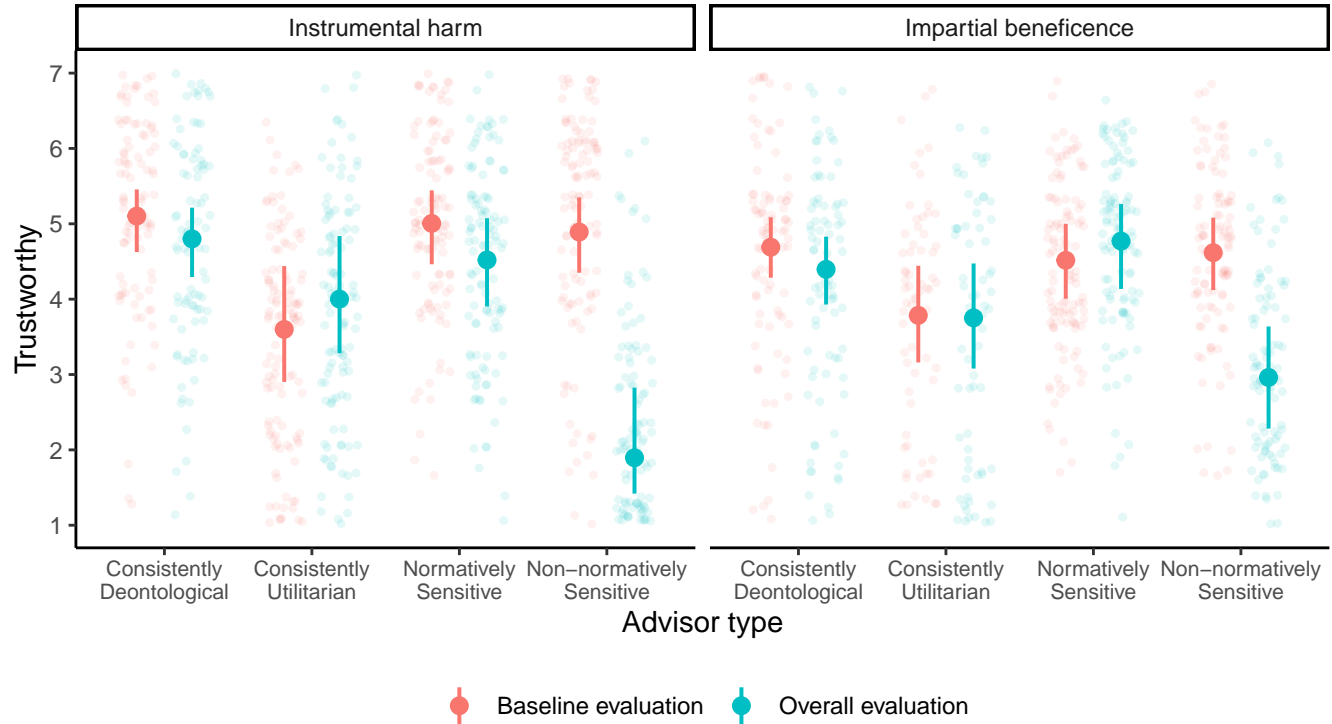 Instrumental harm
Impartial beneficence
Trustworthy
7
6
5
4
3
2
1
Consistently
Deontological
Consistently
Utilitarian
Normatively
Sensitive
Non−normatively
Sensitive
Consistently
Deontological
Consistently
Utilitarian
Normatively
Sensitive
Non−normatively
Sensitive
Advisor type
Baseline evaluation
Overall evaluation